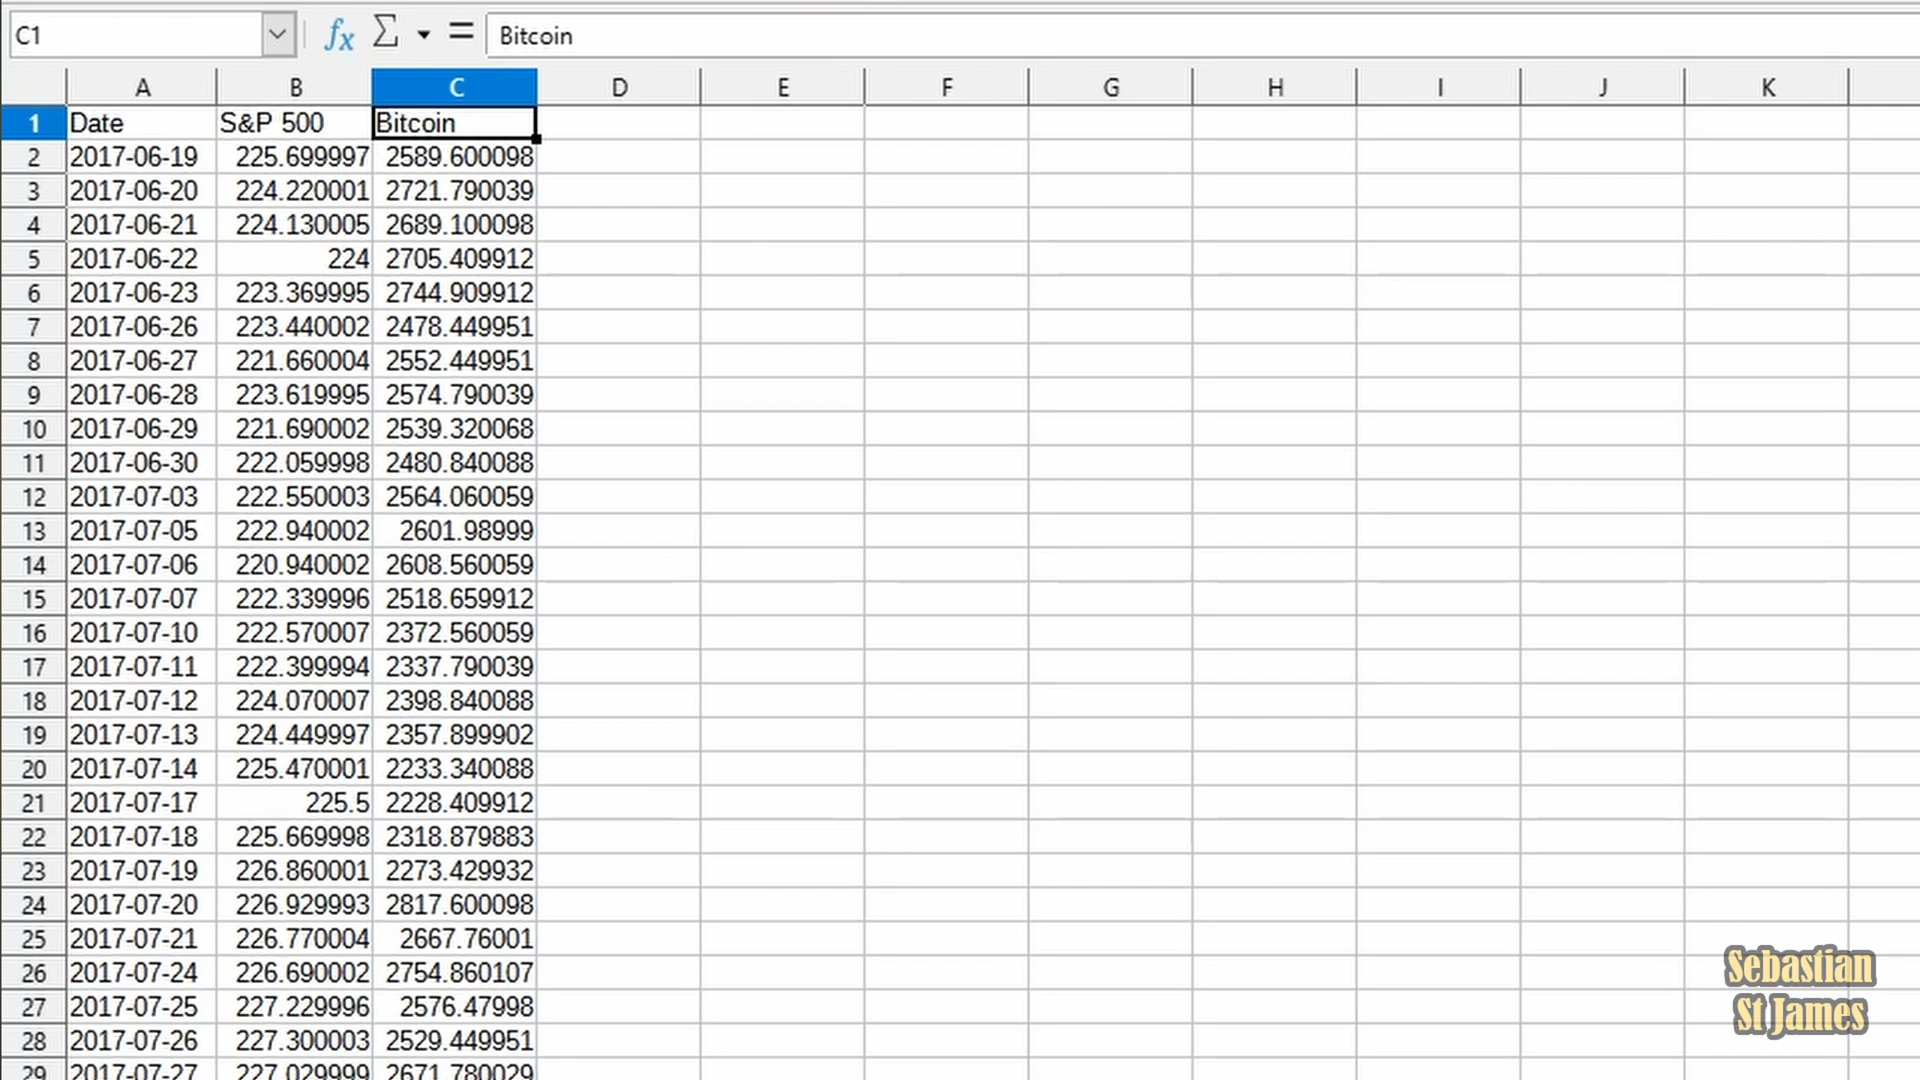 C1 fx Σ = Bitcoin
A B C D E F G H I J K
1 Date S&P 500 Bitcoin
2 2017-06-19 225.699997 2589.600098
3 2017-06-20 224.220001 2721.790039
4 2017-06-21 224.130005 2689.100098
5 2017-06-22 224 2705.409912
6 2017-06-23 223.369995 2744.909912
7 2017-06-26 223.440002 2478.449951
8 2017-06-27 221.660004 2552.449951
9 2017-06-28 223.619995 2574.790039
10 2017-06-29 221.690002 2539.320068
11 2017-06-30 222.059998 2480.840088
12 2017-07-03 222.550003 2564.060059
13 2017-07-05 222.940002 2601.98999
14 2017-07-06 220.940002 2608.560059
15 2017-07-07 222.339996 2518.659912
16 2017-07-10 222.570007 2372.560059
17 2017-07-11 222.399994 2337.790039
18 2017-07-12 224.070007 2398.840088
19 2017-07-13 224.449997 2357.899902
20 2017-07-14 225.470001 2233.340088
21 2017-07-17 225.5 2228.409912
22 2017-07-18 225.669998 2318.879883
23 2017-07-19 226.860001 2273.429932
24 2017-07-20 226.929993 2817.600098
25 2017-07-21 226.770004 2667.76001
26 2017-07-24 226.690002 2754.860107
27 2017-07-25 227.229996 2576.47998
28 2017-07-26 227.300003 2529.449951
29 2017-07-27 227.029999 2671.780029
Sebastian
St James